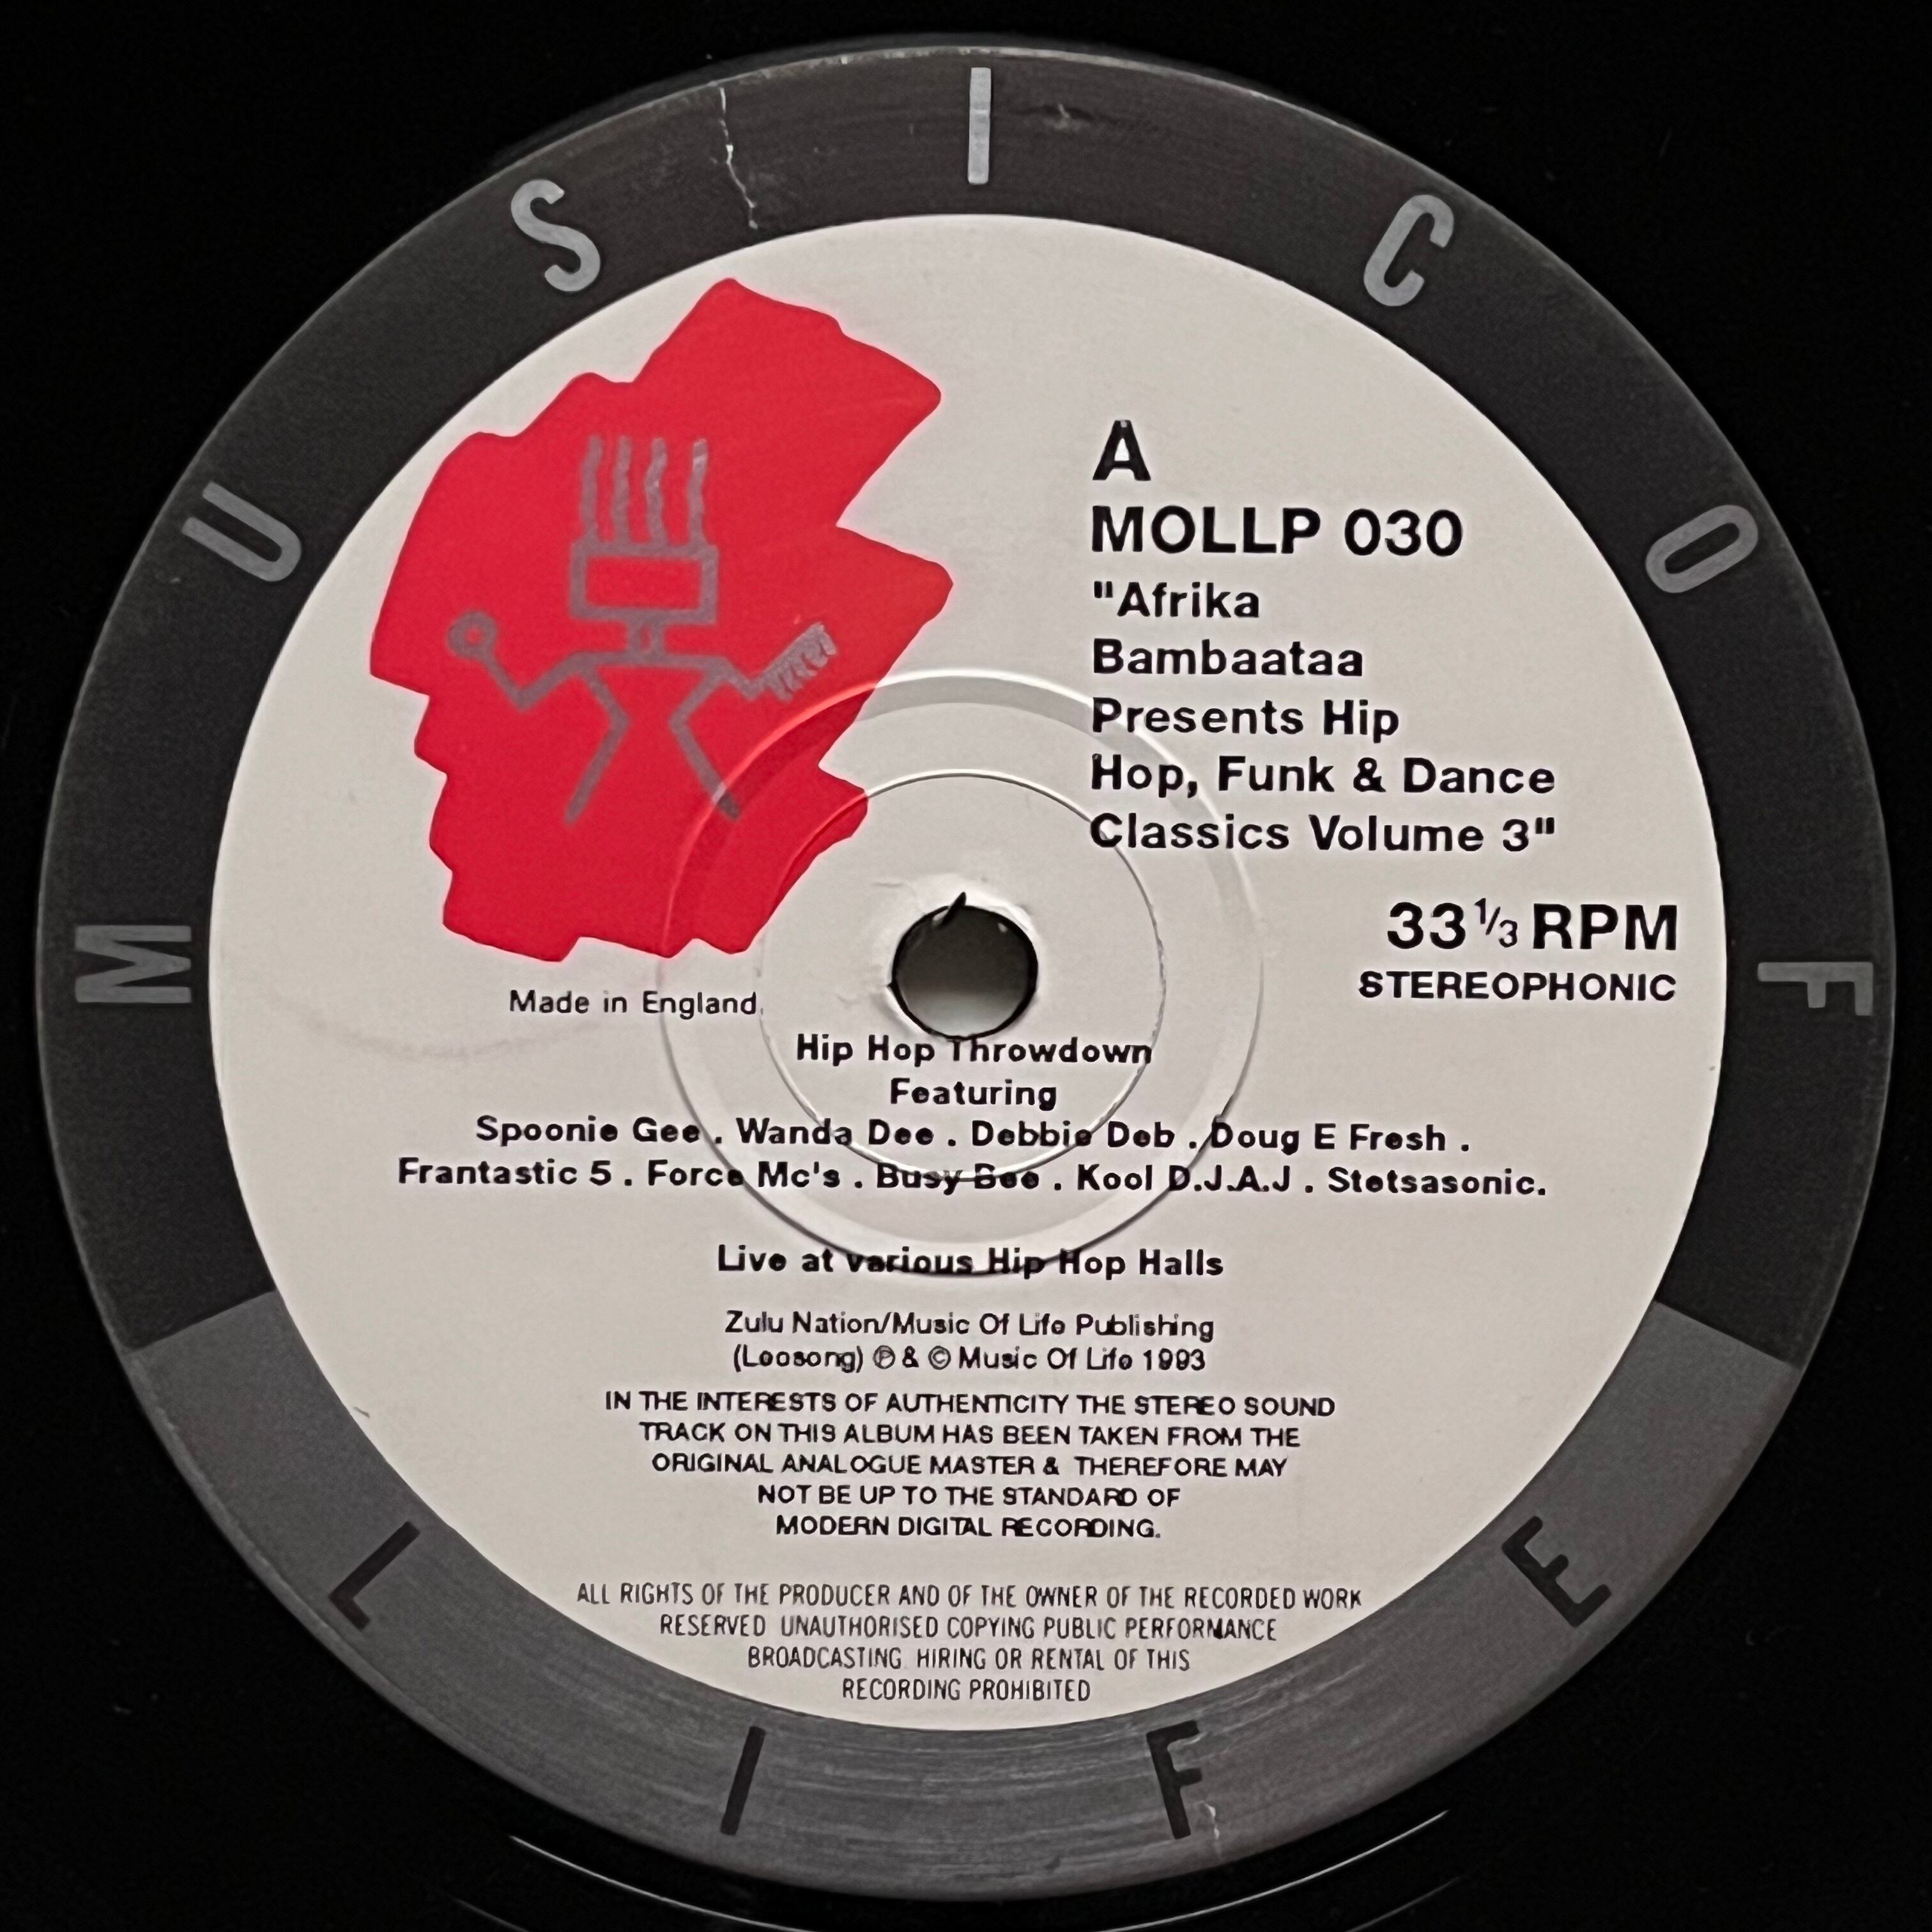 MUSIC OF
LIFE
A
MOLLP 030
"Afrika
Bambaataa
Presents Hip
Hop, Funk & Dance
Classics Volume 3"
33 1/3 RPM
STEREOPHONIC
Made in England.
Hip Hop Throwdown
Featuring
Spoonie Gee . Wanda Dee . Debbie Deb . Doug E Fresh .
Frantastic 5 . Force Mc's . Busy Bee . Kool D.J.A.J . Stetsasonic.
Live at various Hip Hop Halls
Zulu Nation/Music Of Life Publishing
(Leosong) ℗ & © Music Of Life 1993
IN THE INTERESTS OF AUTHENTICITY THE STEREO SOUND
TRACK ON THIS ALBUM HAS BEEN TAKEN FROM THE
ORIGINAL ANALOGUE MASTER & THEREFORE MAY
NOT BE UP TO THE STANDARD OF
MODERN DIGITAL RECORDING.
ALL RIGHTS OF THE PRODUCER AND OF THE OWNER OF THE RECORDED WORK
RESERVED UNAUTHORISED COPYING PUBLIC PERFORMANCE
BROADCASTING HIRING OR RENTAL OF THIS
RECORDING PROHIBITED